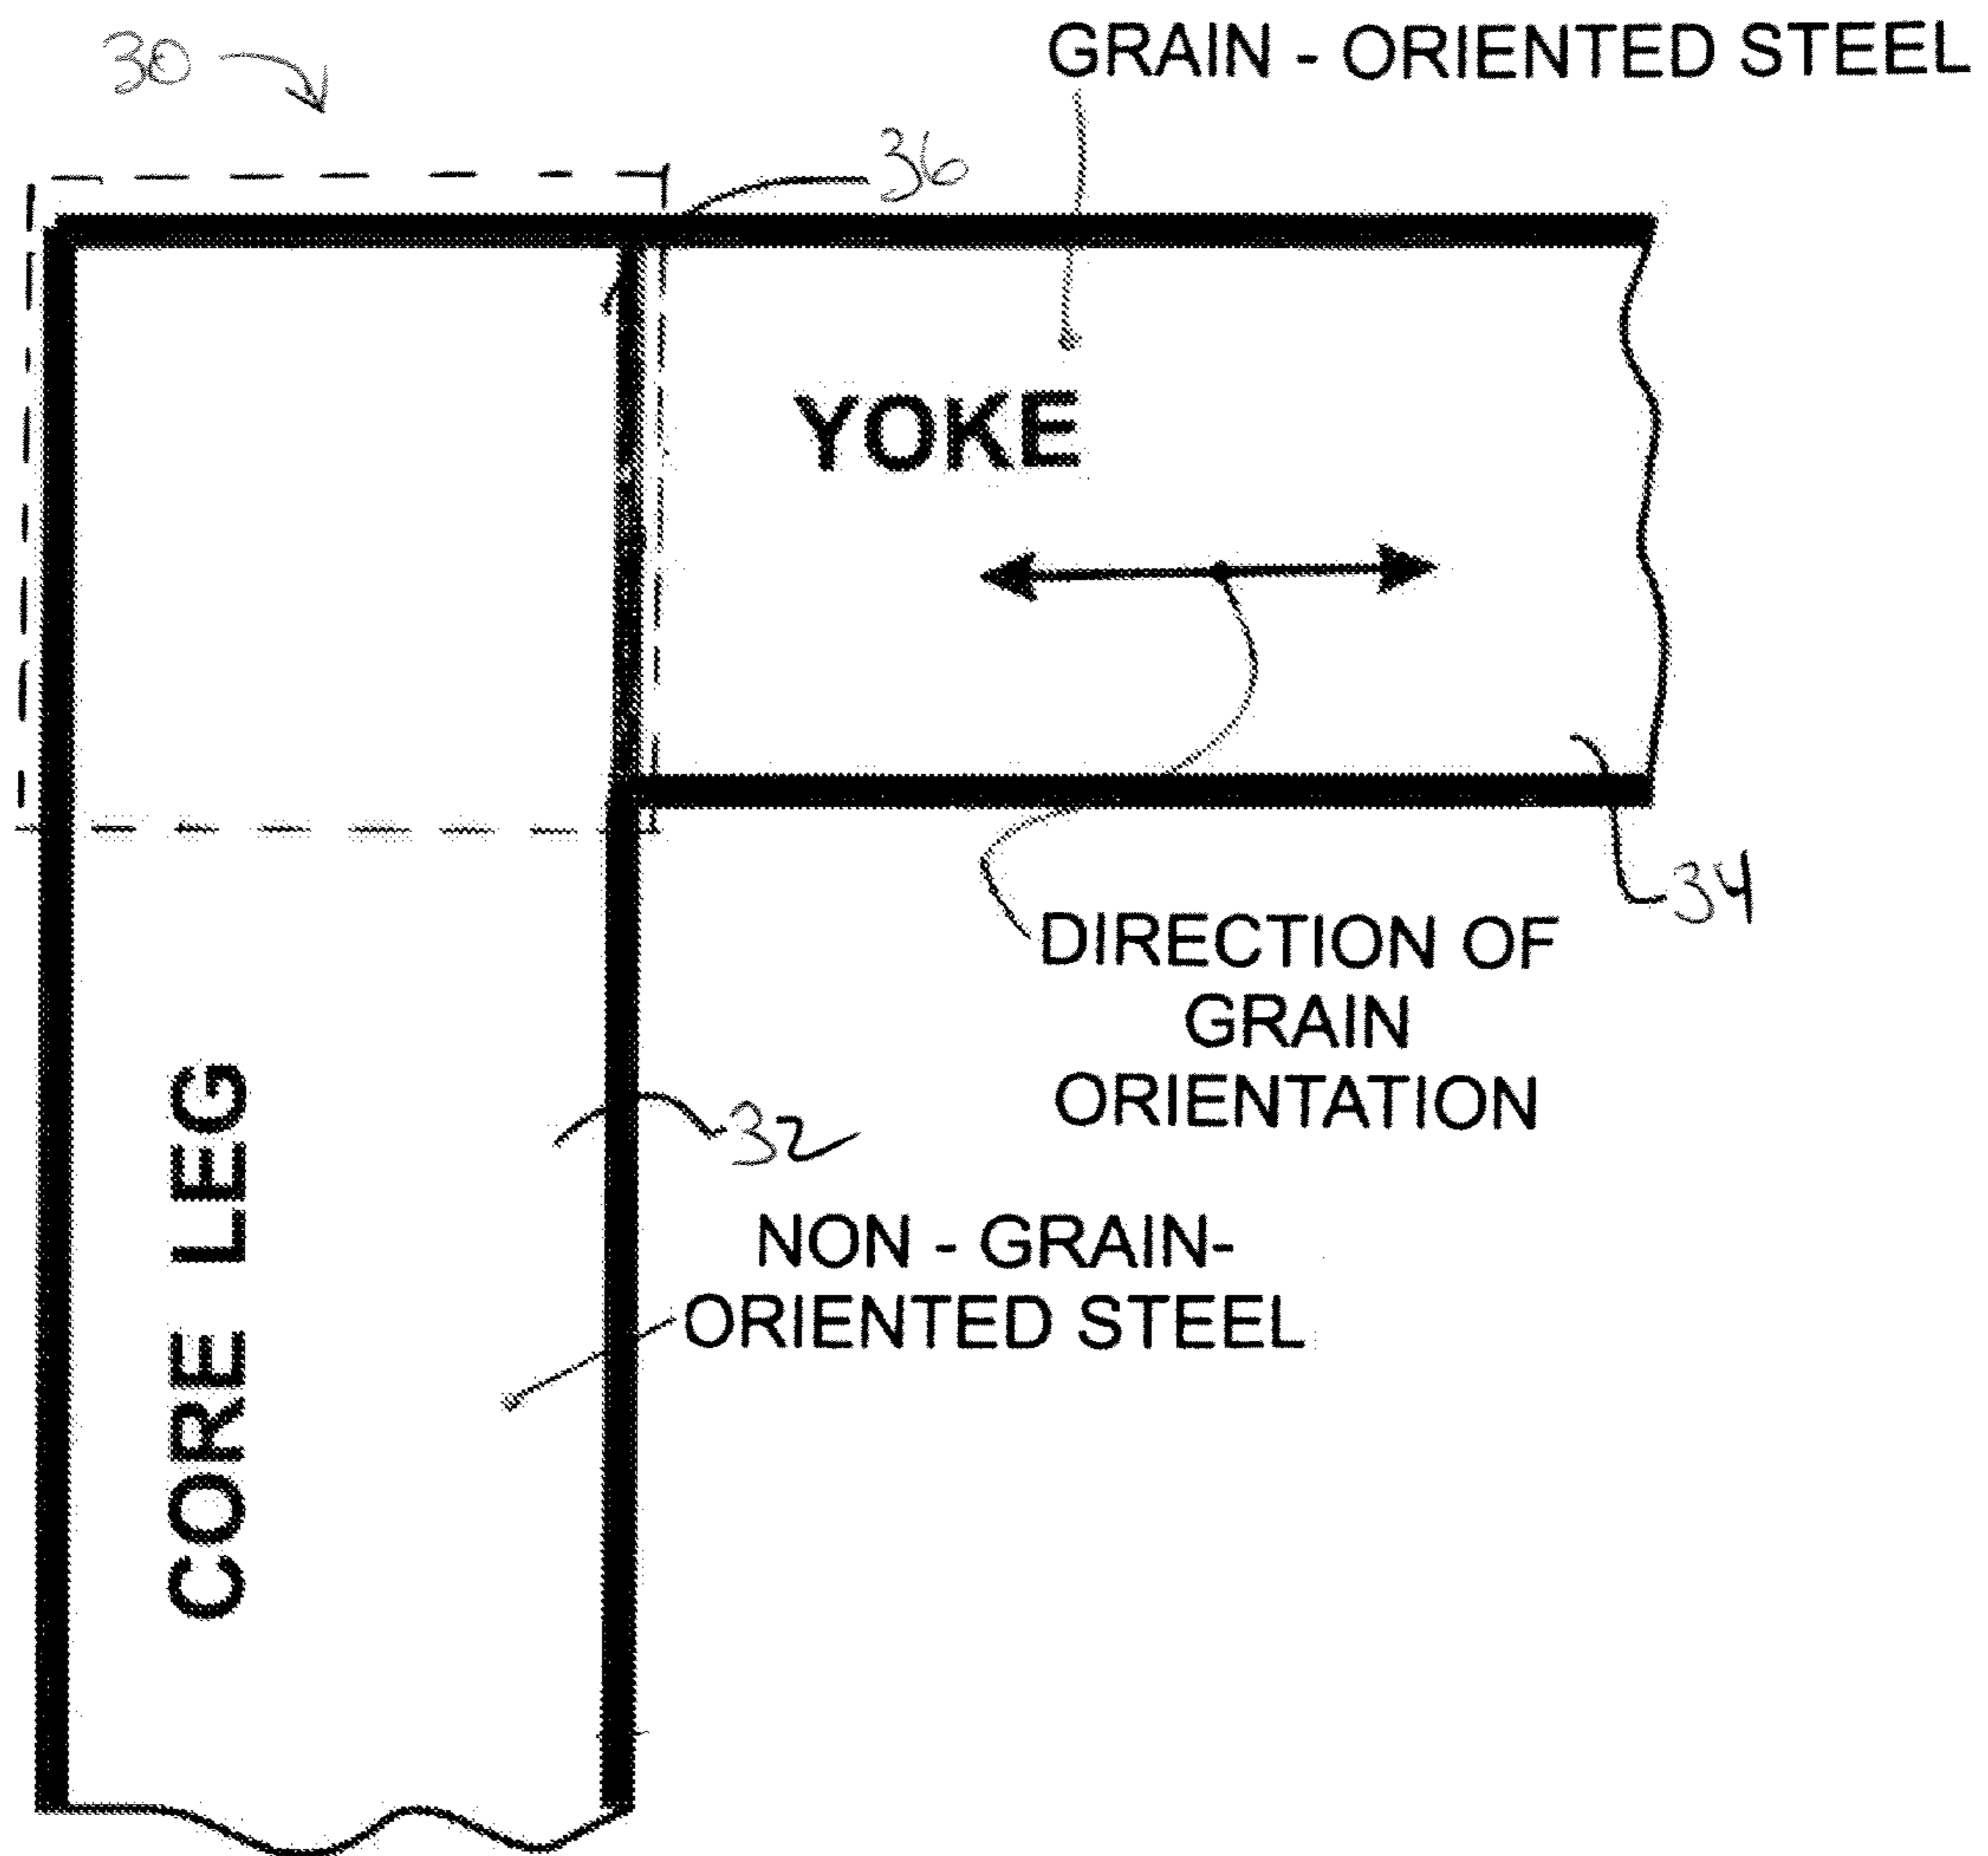 30
GRAIN - ORIENTED STEEL
36
YOKE
34
DIRECTION OF
GRAIN
ORIENTATION
32
CORE LEG
NON - GRAIN-
ORIENTED STEEL